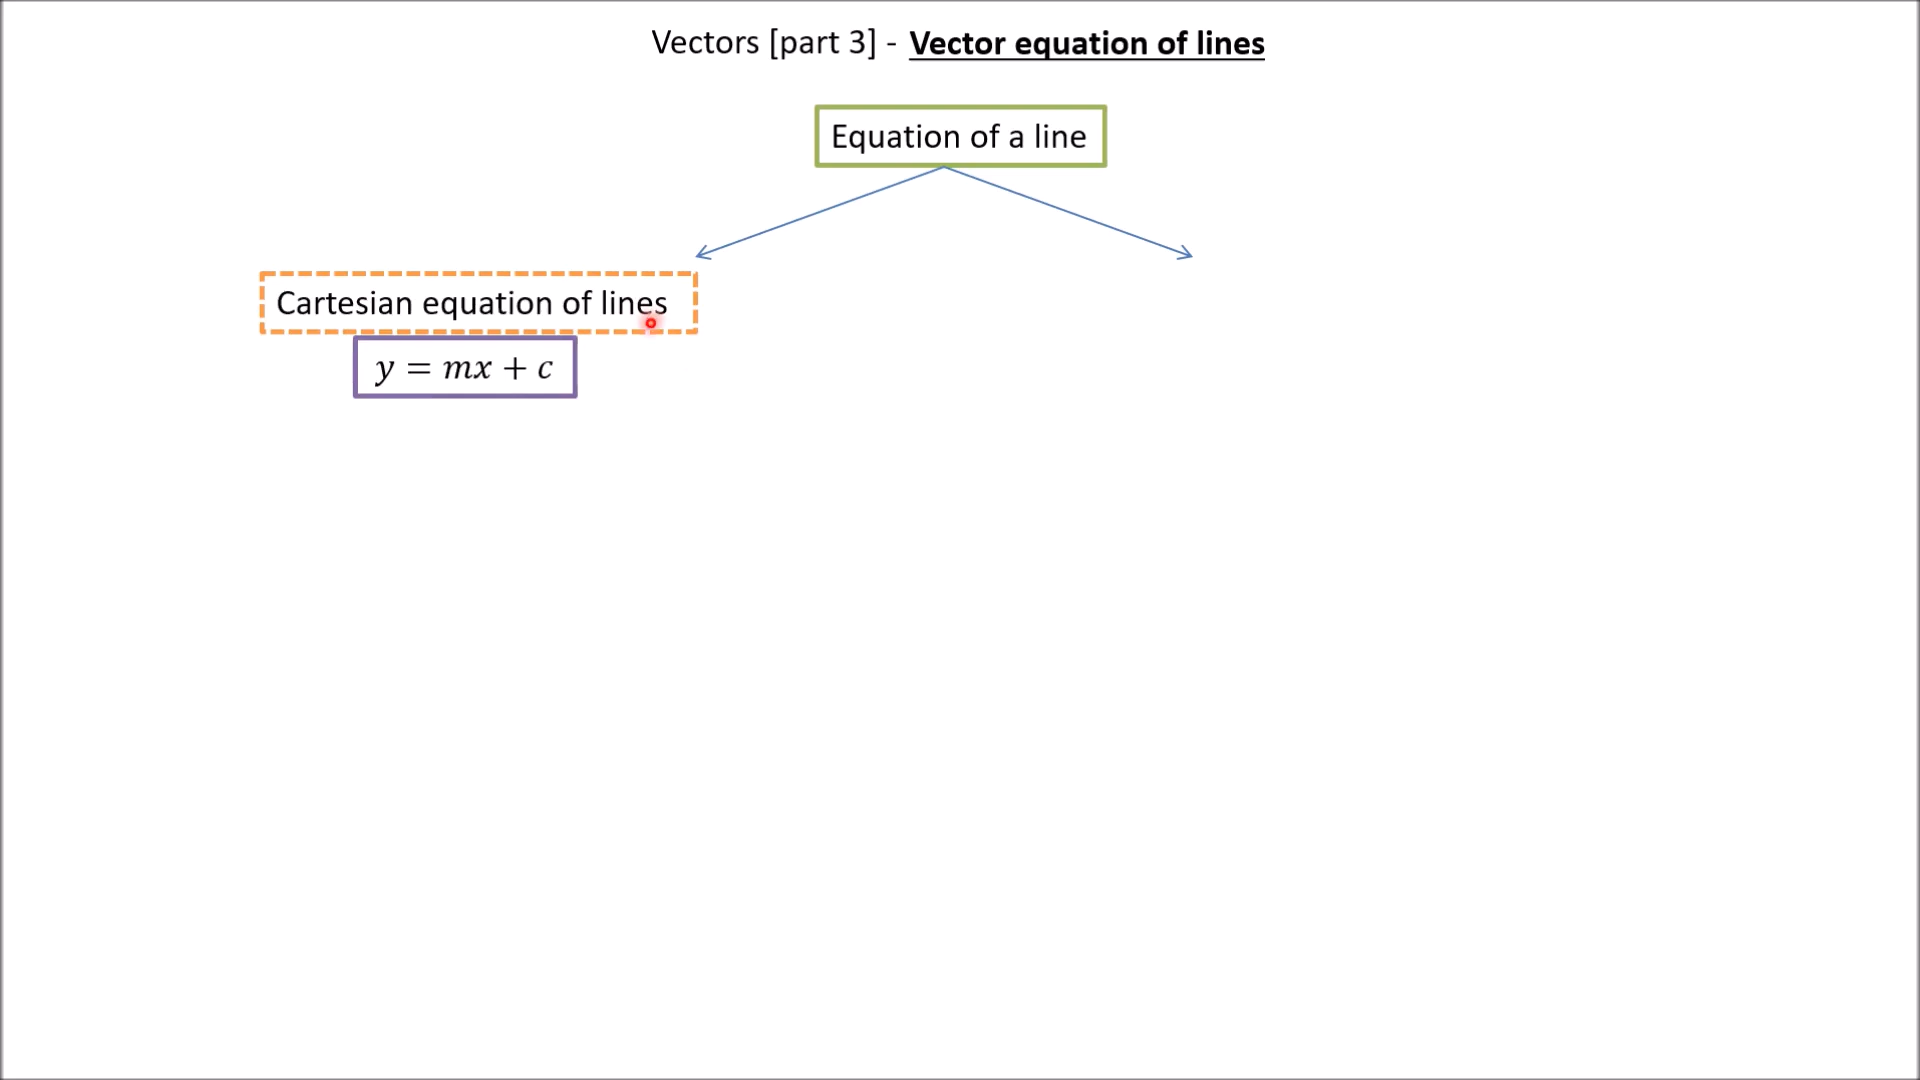 Vectors [part 3] - Vector equation of lines
Equation of a line
Cartesian equation of lines
y = mx + c